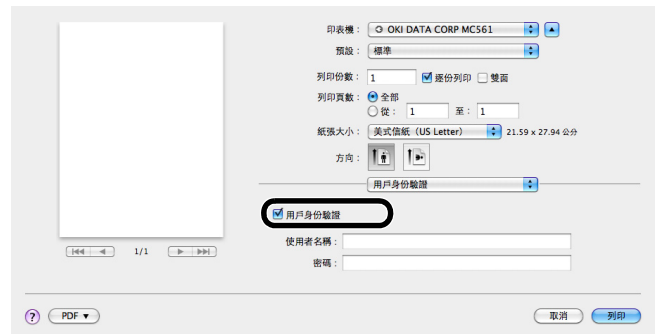 印表機： OKI DATA CORP MC561
預設： 標準
列印份數： 1 逐份列印 雙面
列印頁數： 全部
從： 1 至： 1
紙張大小： 美式信紙（US Letter） 21.59 x 27.94 公分
方向：
用戶身份驗證
用戶身份驗證
使用者名稱：
密碼：
1/1
? PDF ▼ 取消 列印